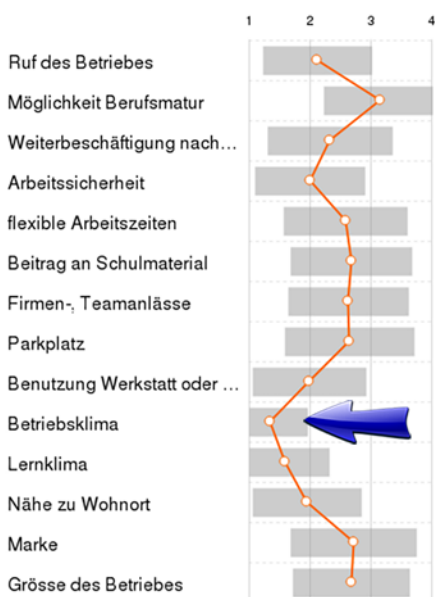 1 2 3 4
Ruf des Betriebes
Möglichkeit Berufsmatur
Weiterbeschäftigung nach...
Arbeitssicherheit
flexible Arbeitszeiten
Beitrag an Schulmaterial
Firmen-, Teamanlässe
Parkplatz
Benutzung Werkstatt oder ...
Betriebsklima
Lernklima
Nähe zu Wohnort
Marke
Grösse des Betriebes